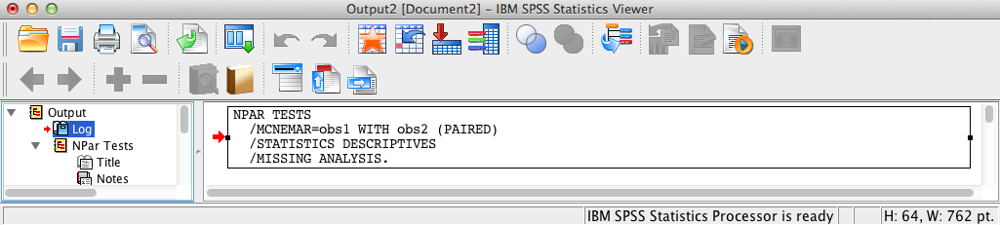 Output2 [Document2] – IBM SPSS Statistics Viewer
Output
Log
NPar Tests
Title
Notes
NPAR TESTS
/MCNEMAR=obs1 WITH obs2 (PAIRED)
/STATISTICS DESCRIPTIVES
/MISSING ANALYSIS.
IBM SPSS Statistics Processor is ready
H: 64, W: 762 pt.